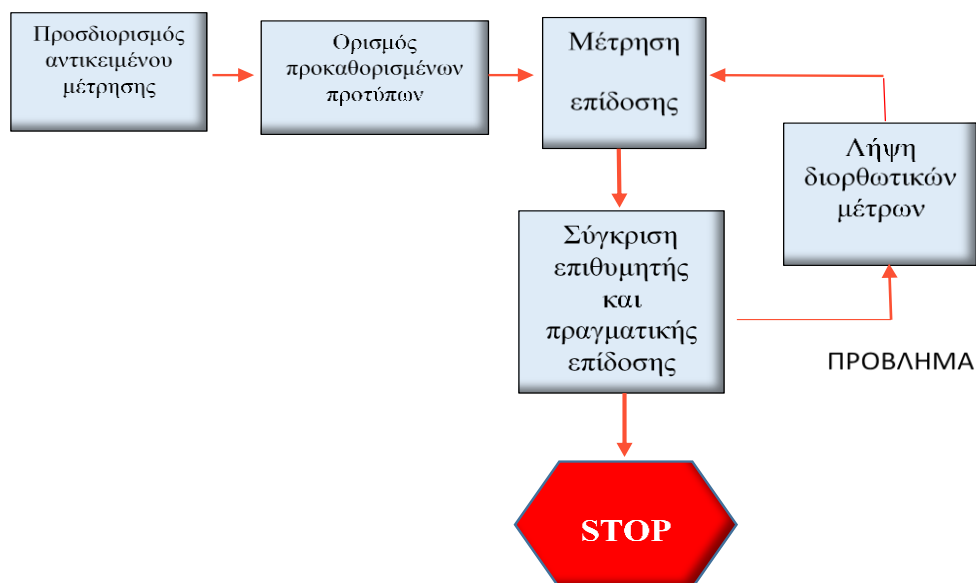 Προσδιορισμός
αντικειμένου
μέτρησης
Ορισμός
προκαθορισμένων
προτύπων
Μέτρηση
επίδοσης
Λήψη
διορθωτικών
μέτρων
Σύγκριση
επιθυμητής
και
πραγματικής
επίδοσης
ΠΡΟΒΛΗΜΑ
STOP